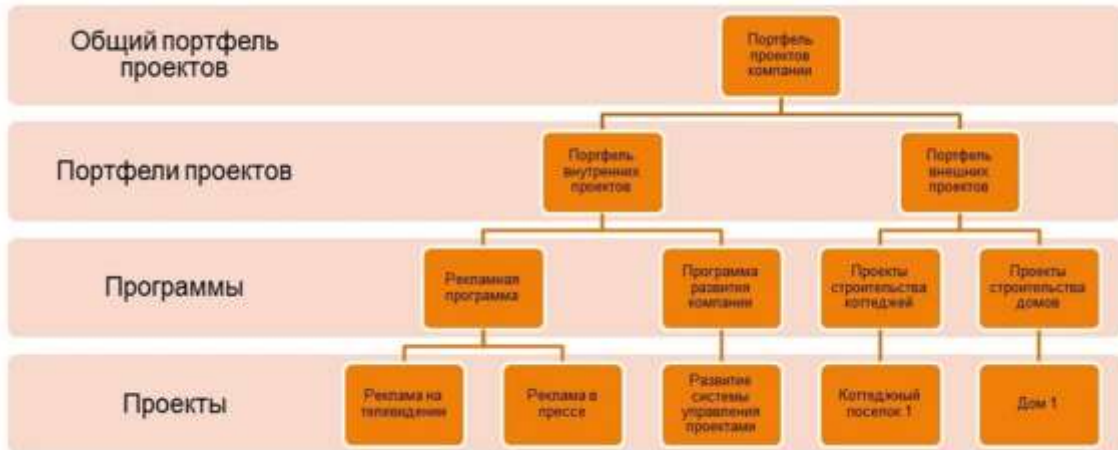 Общий портфель
проектов
Портфель
проектов
компании
Портфели проектов
Портфель
внутренних
проектов
Портфель
внешних
проектов
Программы
Рекламная
программа
Программа
развития
компании
Проекты
строительства
коттеджей
Проекты
строительства
домов
Проекты
Реклама на
телевидении
Реклама в
прессе
Развитие
системы
управления
проектами
Коттеджный
поселок 1
Дом 1